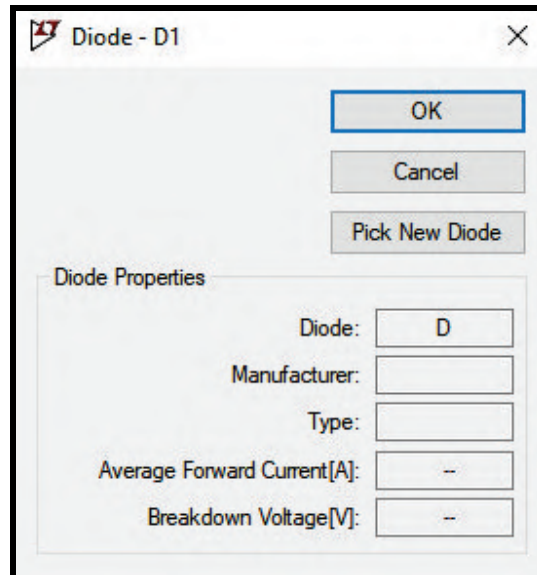 Diode - D1
OK
Cancel
Pick New Diode
Diode Properties
Diode: D
Manufacturer:
Type:
Average Forward Current[A]: --
Breakdown Voltage[V]: --